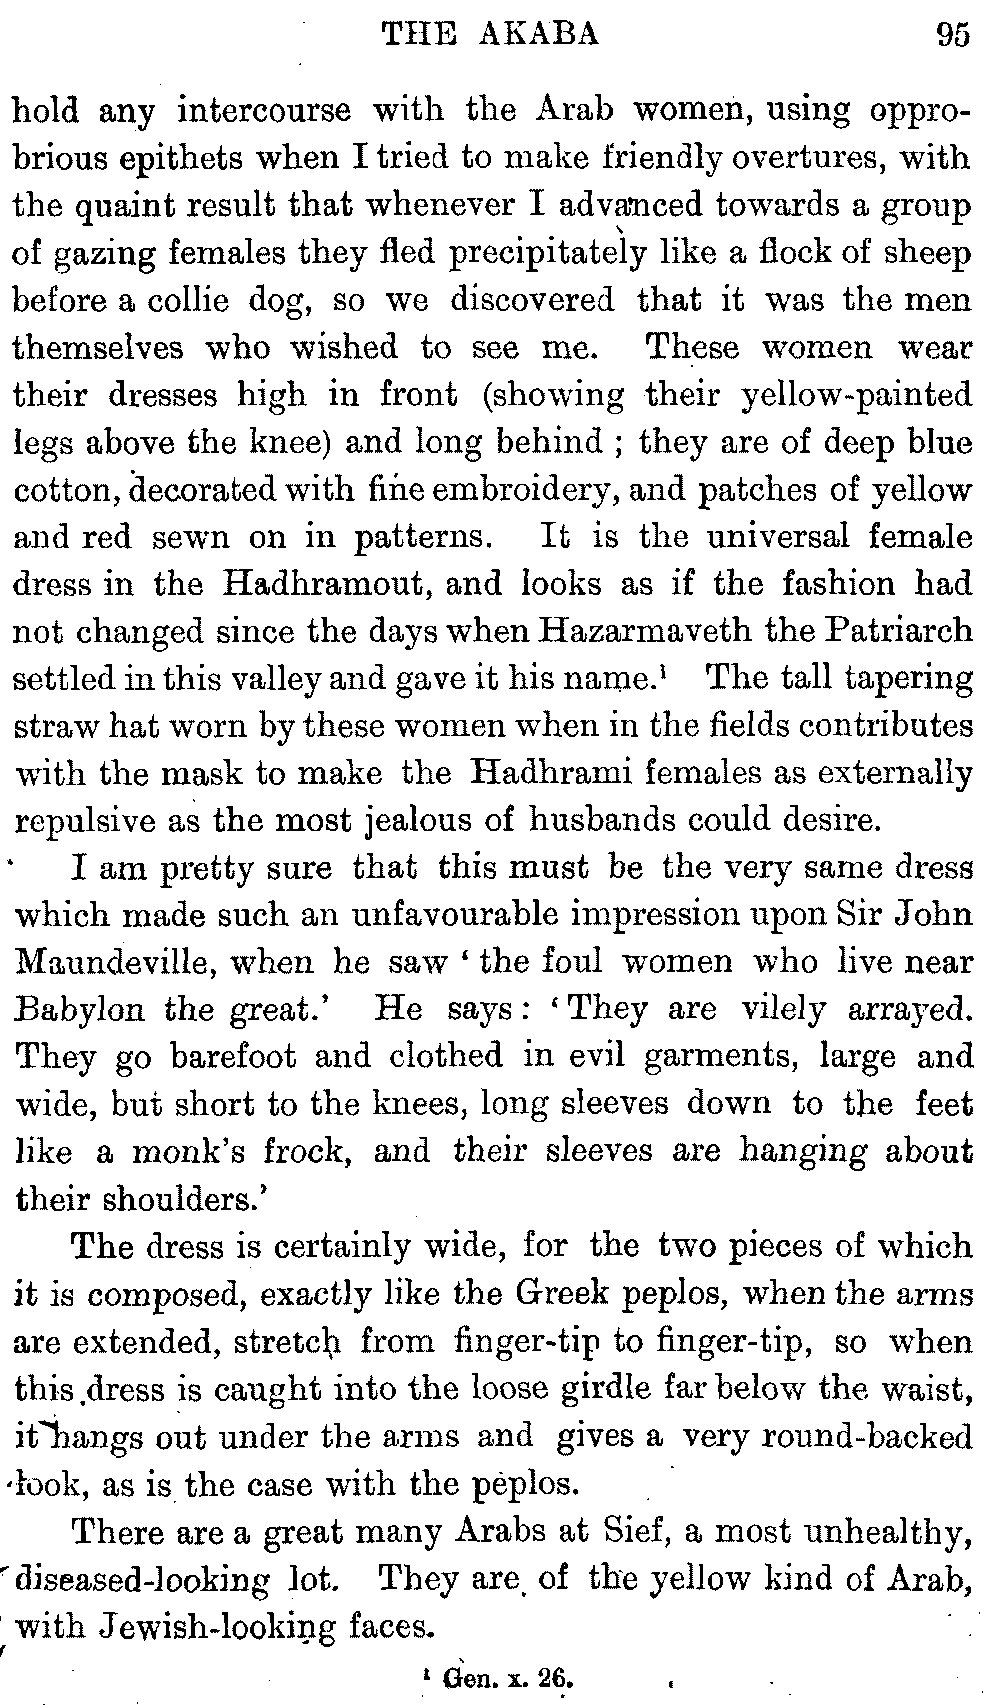 THE AKABA 95
hold any intercourse with the Arab women, using oppro-
brious epithets when I tried to make friendly overtures, with
the quaint result that whenever I advanced towards a group
of gazing females they fled precipitately like a flock of sheep
before a collie dog, so we discovered that it was the men
themselves who wished to see me. These women wear
their dresses high in front (showing their yellow-painted
legs above the knee) and long behind ; they are of deep blue
cotton, decorated with fine embroidery, and patches of yellow
and red sewn on in patterns. It is the universal female
dress in the Hadhramout, and looks as if the fashion had
not changed since the days when Hazarmaveth the Patriarch
settled in this valley and gave it his name.¹ The tall tapering
straw hat worn by these women when in the fields contributes
with the mask to make the Hadhrami females as externally
repulsive as the most jealous of husbands could desire.
I am pretty sure that this must be the very same dress
which made such an unfavourable impression upon Sir John
Maundeville, when he saw ‘ the foul women who live near
Babylon the great.’ He says : ‘ They are vilely arrayed.
They go barefoot and clothed in evil garments, large and
wide, but short to the knees, long sleeves down to the feet
like a monk’s frock, and their sleeves are hanging about
their shoulders.’
The dress is certainly wide, for the two pieces of which
it is composed, exactly like the Greek peplos, when the arms
are extended, stretch from finger-tip to finger-tip, so when
this dress is caught into the loose girdle far below the waist,
it hangs out under the arms and gives a very round-backed
look, as is the case with the peplos.
There are a great many Arabs at Sief, a most unhealthy,
diseased-looking lot. They are of the yellow kind of Arab,
with Jewish-looking faces.
¹ Gen. x. 26.